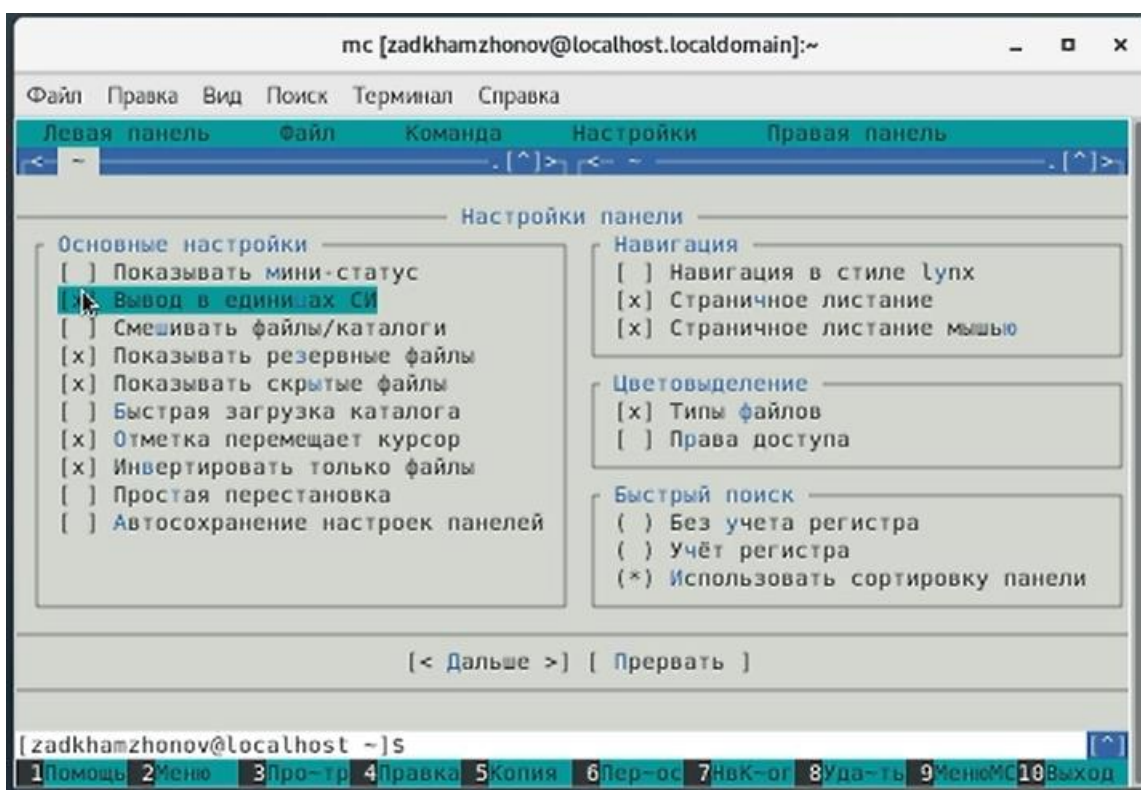 mc [zadkhamzhonov@localhost.localdomain]:~
Файл Правка Вид Поиск Терминал Справка
Левая панель Файл Команда Настройки Правая панель
<- ~ .[^]> <- ~ .[^]>
Настройки панели
Основные настройки
[ ] Показывать мини-статус
[x] Вывод в единицах СИ
[ ] Смешивать файлы/каталоги
[x] Показывать резервные файлы
[x] Показывать скрытые файлы
[ ] Быстрая загрузка каталога
[x] Отметка перемещает курсор
[x] Инвертировать только файлы
[ ] Простая перестановка
[ ] Автосохранение настроек панелей
Навигация
[ ] Навигация в стиле lynx
[x] Страничное листание
[x] Страничное листание мышью
Цветовыделение
[x] Типы файлов
[ ] Права доступа
Быстрый поиск
( ) Без учета регистра
( ) Учёт регистра
(*) Использовать сортировку панели
[< Дальше >] [ Прервать ]
[zadkhamzhonov@localhost ~]$ [^]
1Помощь 2Меню 3Про~тр 4Правка 5Копия 6Пер~ос 7НвК~ог 8Уда~ть 9МенюMC 10Выход